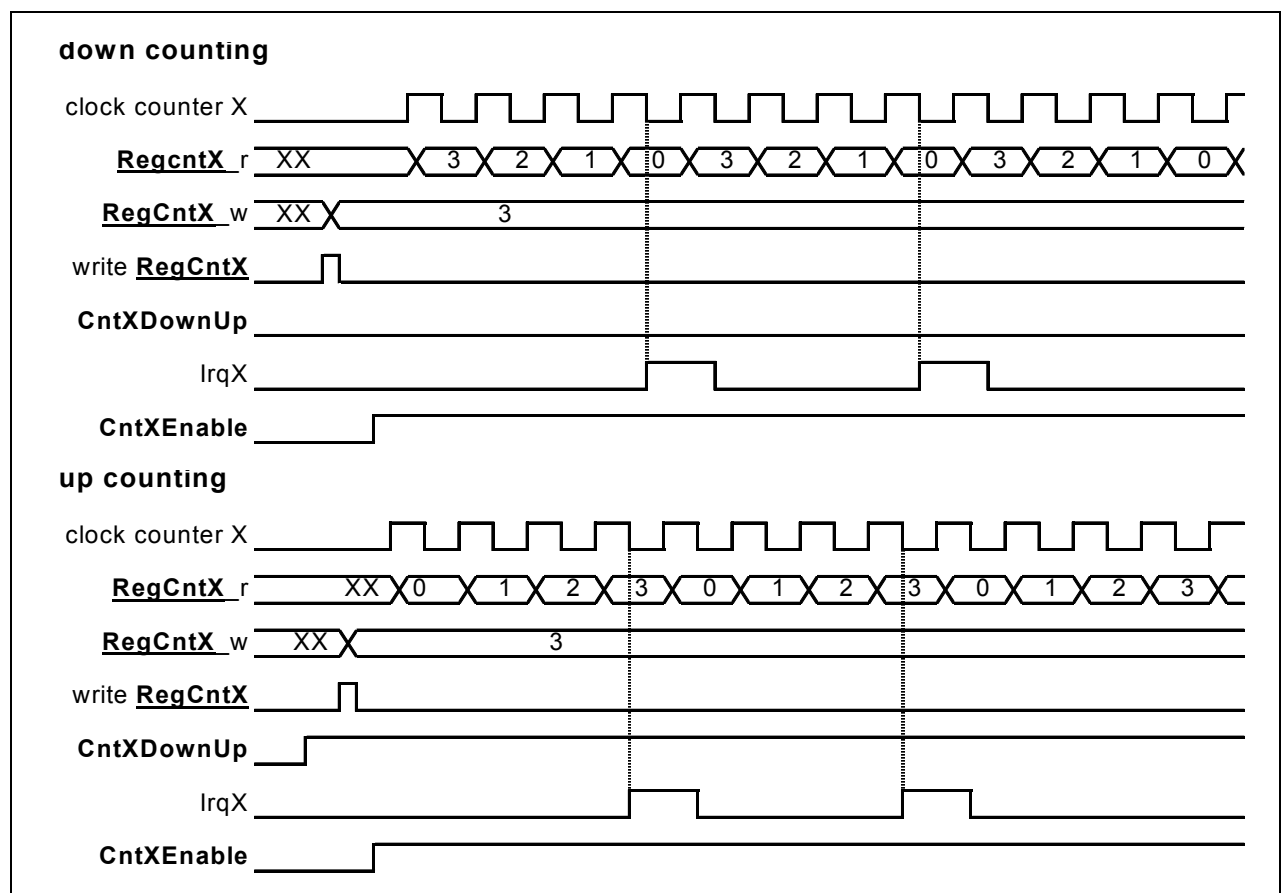 down counting
clock counter X
RegcntX_r XX 3 2 1 0 3 2 1 0 3 2 1 0
RegCntX_w XX 3
write RegCntX
CntXDownUp
IrqX
CntXEnable
up counting
clock counter X
RegCntX_r XX 0 1 2 3 0 1 2 3 0 1 2 3
RegCntX_w XX 3
write RegCntX
CntXDownUp
IrqX
CntXEnable